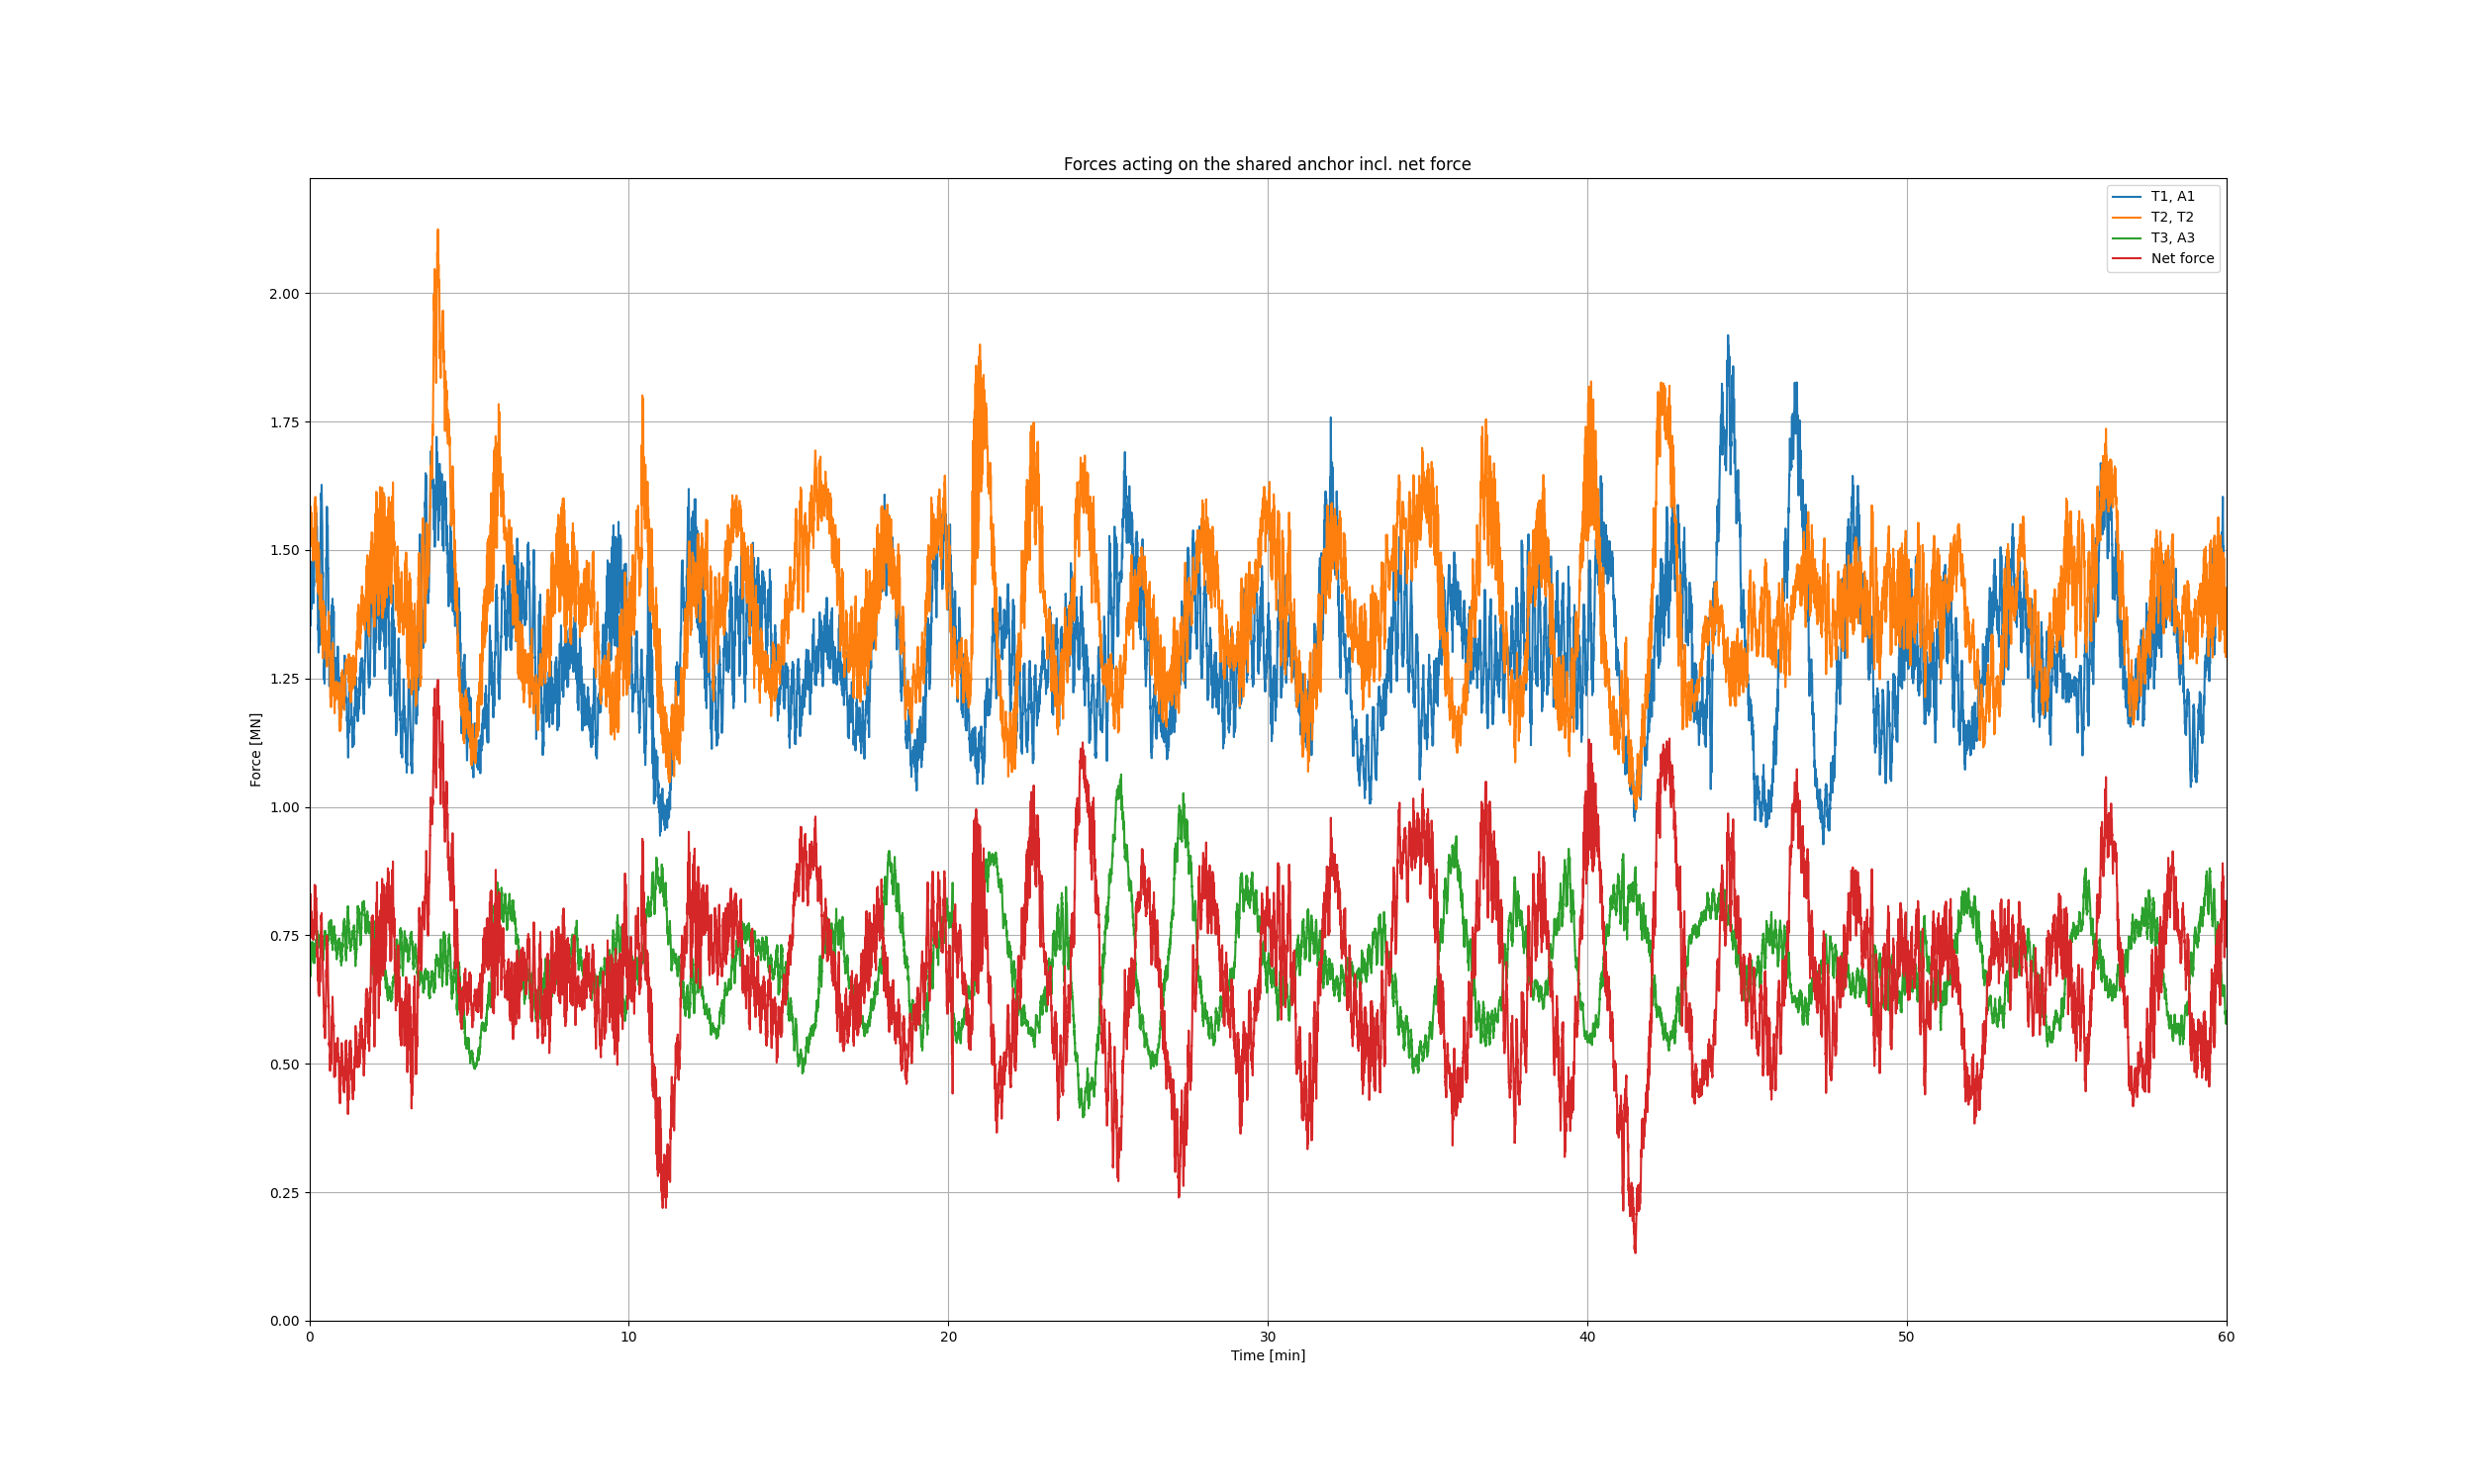 Forces acting on the shared anchor incl. net force
T1, A1
T2, T2
T3, A3
Net force
Force [MN]
2.00
1.75
1.50
1.25
1.00
0.75
0.50
0.25
0.00
0 10 20 30 40 50 60
Time [min]